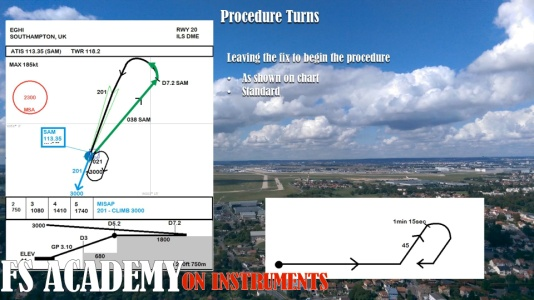 Procedure Turns
Leaving the fix to begin the procedure
As shown on chart
Standard
EGHI
SOUTHAMPTON, UK
RWY 20
ILS DME
ATIS 113.35 (SAM)
TWR 118.2
MAX 185kt
D7.2 SAM
201
2300
MSA
038 SAM
SAM
113.35
021
3000
201
3000
2
750
3
1080
4
1410
5
1740
MISAP
201 - CLIMB 3000
3000
D5.2
D7.2
D3
1800
GP 3.10
680
ELEV
750m
1min 15sec
45
FS ACADEMY
ON INSTRUMENTS